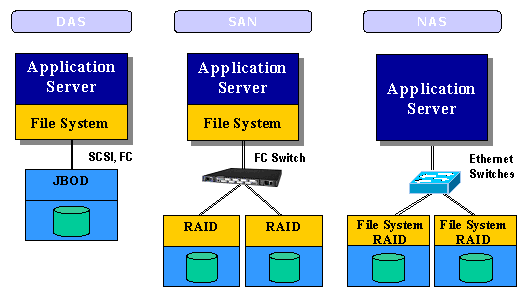 DAS
SAN
NAS
Application
Server
File System
SCSI, FC
JBOD
Application
Server
File System
FC Switch
RAID
RAID
Application
Server
Ethernet
Switches
File System
RAID
File System
RAID